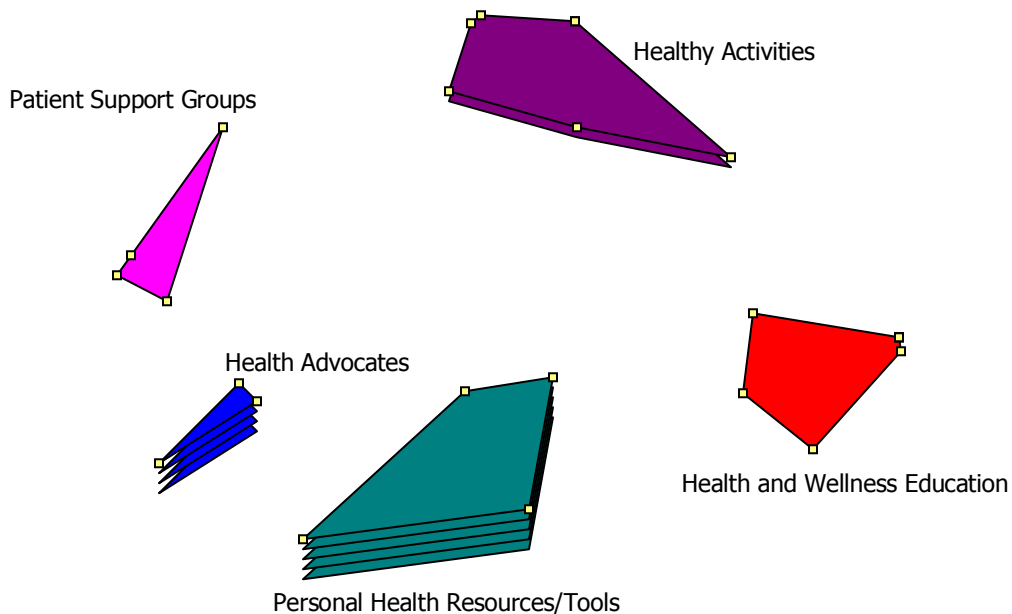 Healthy Activities
Patient Support Groups
Health Advocates
Health and Wellness Education
Personal Health Resources/Tools